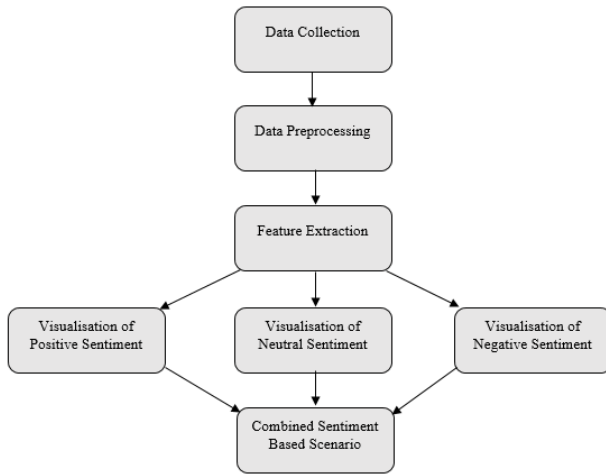 Data Collection
Data Preprocessing
Feature Extraction
Visualisation of
Positive Sentiment
Visualisation of
Neutral Sentiment
Visualisation of
Negative Sentiment
Combined Sentiment
Based Scenario